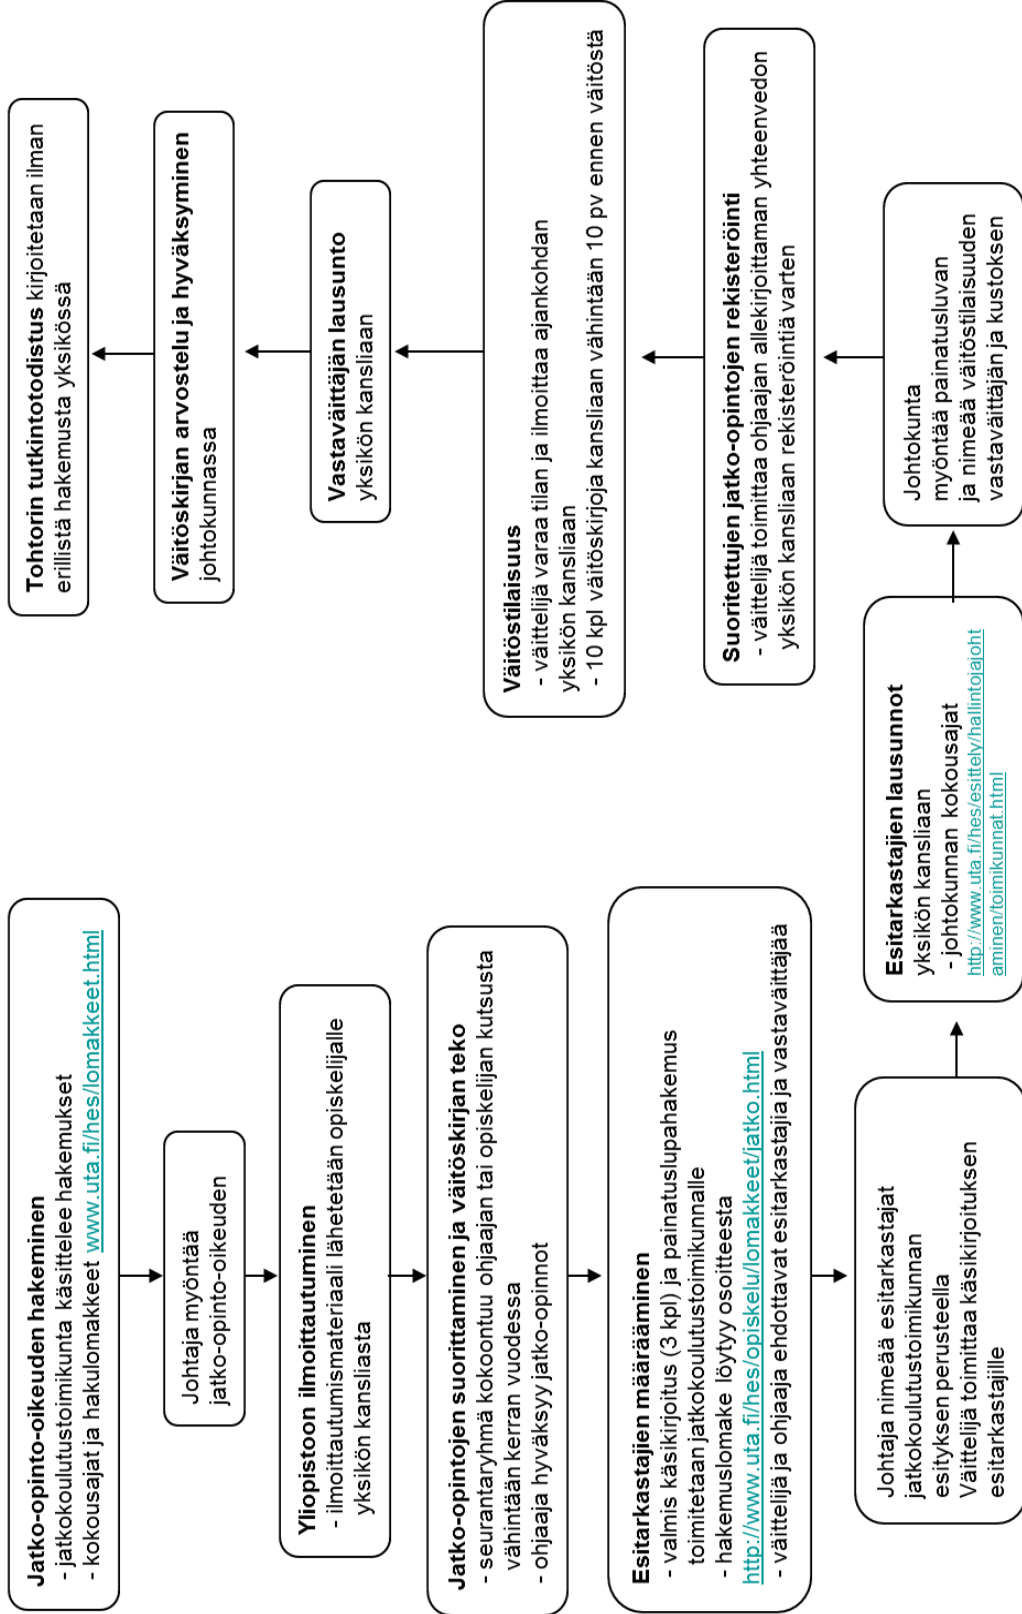 Jatko-opinto-oikeuden hakeminen
- jatkokoulutustoimikunta käsittelee hakemukset
- kokousajat ja hakulomakkeet www.uta.fi/hes/lomakkeet.html
Johtaja myöntää
jatko-opinto-oikeuden
Yliopistoon ilmoittautuminen
- ilmoittautumismateriaali lähetetään opiskelijalle
yksikön kansliasta
Jatko-opintojen suorittaminen ja väitöskirjan teko
- seurantaryhmä kokoontuu ohjaajan tai opiskelijan kutsusta
vähintään kerran vuodessa
- ohjaaja hyväksyy jatko-opinnot
Esitarkastajien määrääminen
- valmis käsikirjoitus (3 kpl) ja painatuslupahakemus
toimitetaan jatkokoulutustoimikunnalle
- hakemuslomake löytyy osoitteesta
http://www.uta.fi/hes/opiskelu/lomakkeet/jatko.html
- väittelijä ja ohjaaja ehdottavat esitarkastajia ja vastaväittäjää
Johtaja nimeää esitarkastajat
jatkokoulutustoimikunnan
esityksen perusteella
Väittelijä toimittaa käsikirjoituksen
esitarkastajille
Esitarkastajien lausunnot
yksikön kansliaan
- johtokunnan kokousajat
http://www.uta.fi/hes/esittely/hallintojajoht
aminen/toimikunnat.html
Johtokunta
myöntää painatusluvan
ja nimeää väitöstilaisuuden
vastaväittäjän ja kustoksen
Suoritettujen jatko-opintojen rekisteröinti
- väittelijä toimittaa ohjaajan allekirjoittaman yhteenvedon
yksikön kansliaan rekisteröintiä varten
Väitöstilaisuus
- väittelijä varaa tilan ja ilmoittaa ajankohdan
yksikön kansliaan
- 10 kpl väitöskirjoja kansliaan vähintään 10 pv ennen väitöstä
Vastaväittäjän lausunto
yksikön kansliaan
Väitöskirjan arvostelu ja hyväksyminen
johtokunnassa
Tohtorin tutkintotodistus kirjoitetaan ilman
erillistä hakemusta yksikössä